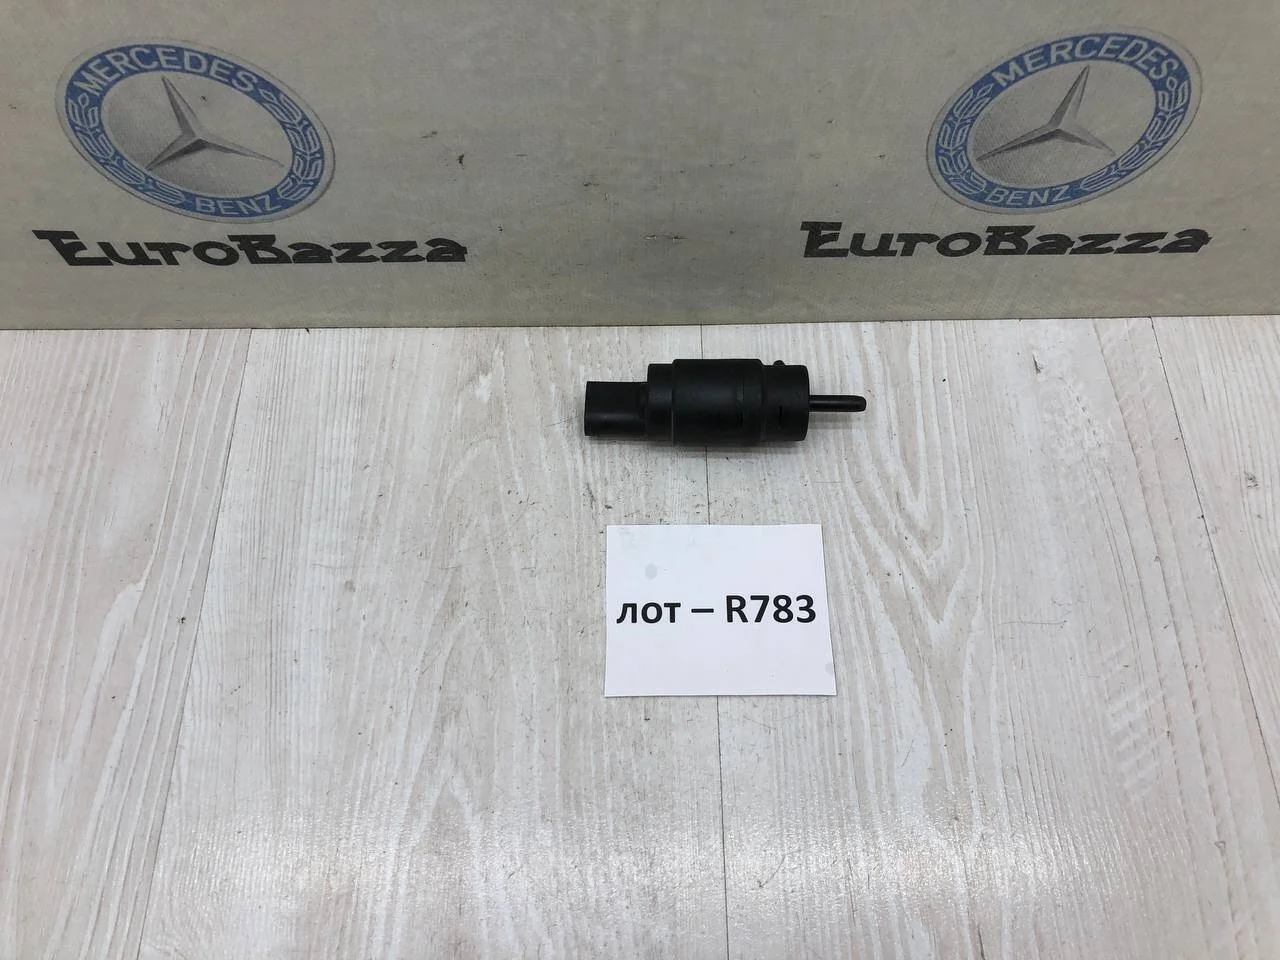 MERCEDES
BENZ
EuroBazza
MERCEDES
BENZ
EuroBazza
лот – R783